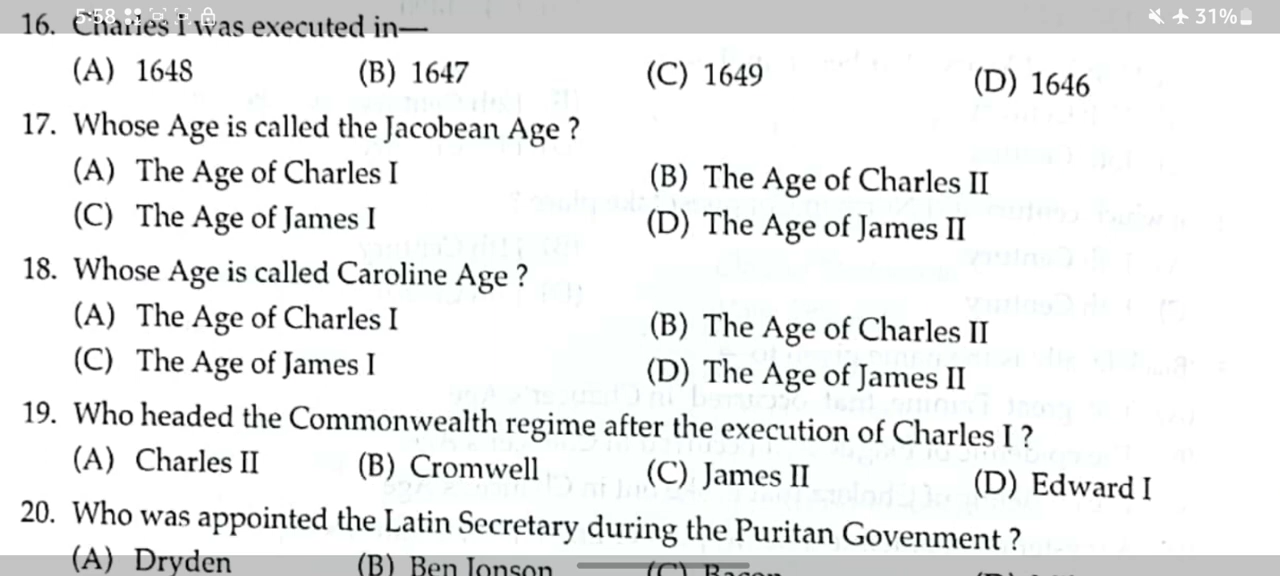 5:58
31%
16. Charles I was executed in—
(A) 1648 (B) 1647 (C) 1649 (D) 1646
17. Whose Age is called the Jacobean Age ?
(A) The Age of Charles I (B) The Age of Charles II
(C) The Age of James I (D) The Age of James II
18. Whose Age is called Caroline Age ?
(A) The Age of Charles I (B) The Age of Charles II
(C) The Age of James I (D) The Age of James II
19. Who headed the Commonwealth regime after the execution of Charles I ?
(A) Charles II (B) Cromwell (C) James II (D) Edward I
20. Who was appointed the Latin Secretary during the Puritan Govenment ?
(A) Dryden (B) Ben Jonson (C) Bacon